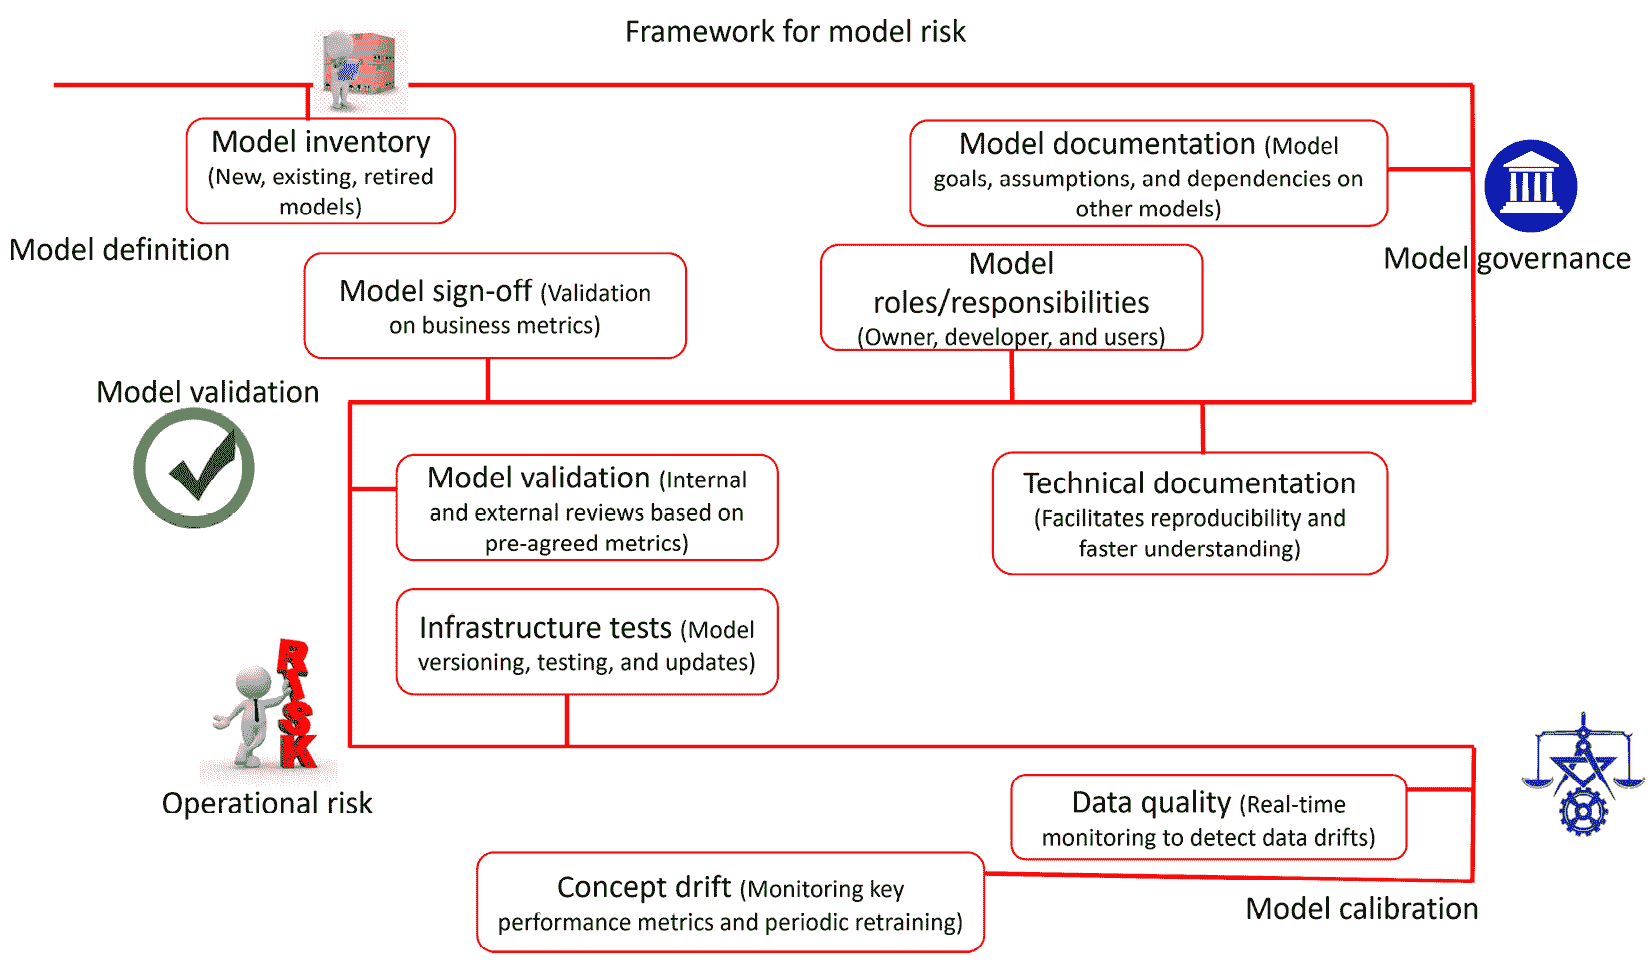 Framework for model risk
Model inventory
(New, existing, retired
models)
Model documentation (Model
goals, assumptions, and dependencies on
other models)
Model definition
Model governance
Model sign-off (Validation
on business metrics)
Model
roles/responsibilities
(Owner, developer, and users)
Model validation
Model validation (Internal
and external reviews based on
pre-agreed metrics)
Technical documentation
(Facilitates reproducibility and
faster understanding)
Infrastructure tests (Model
versioning, testing, and updates)
RISK
Operational risk
Data quality (Real-time
monitoring to detect data drifts)
Concept drift (Monitoring key
performance metrics and periodic retraining)
Model calibration